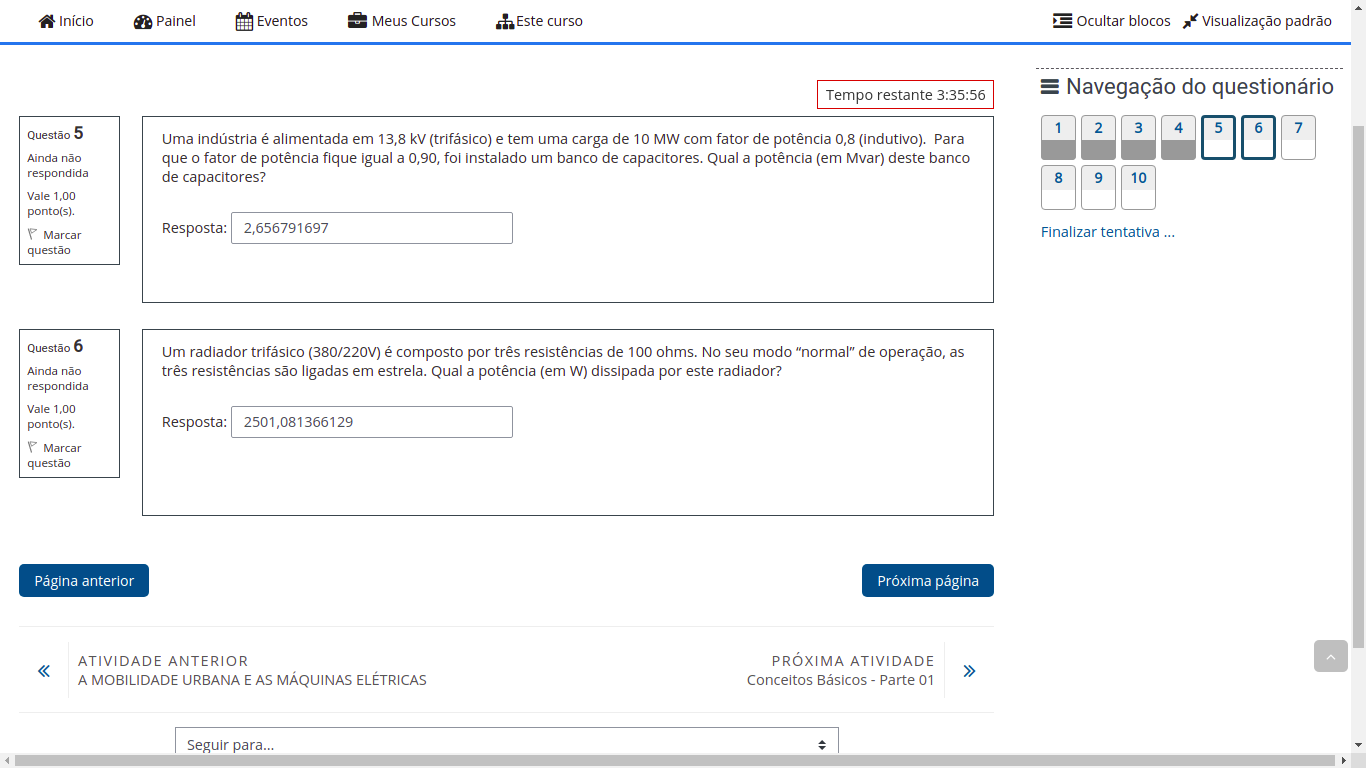 Início Painel Eventos Meus Cursos Este curso Ocultar blocos Visualização padrão
Tempo restante 3:35:56
Questão 5
Ainda não
respondida
Vale 1,00
ponto(s).
Marcar
questão
Uma indústria é alimentada em 13,8 kV (trifásico) e tem uma carga de 10 MW com fator de potência 0,8 (indutivo). Para
que o fator de potência fique igual a 0,90, foi instalado um banco de capacitores. Qual a potência (em Mvar) deste banco
de capacitores?
Resposta: 2,656791697
Questão 6
Ainda não
respondida
Vale 1,00
ponto(s).
Marcar
questão
Um radiador trifásico (380/220V) é composto por três resistências de 100 ohms. No seu modo “normal” de operação, as
três resistências são ligadas em estrela. Qual a potência (em W) dissipada por este radiador?
Resposta: 2501,081366129
Página anterior Próxima página
ATIVIDADE ANTERIOR
A MOBILIDADE URBANA E AS MÁQUINAS ELÉTRICAS
PRÓXIMA ATIVIDADE
Conceitos Básicos - Parte 01
Seguir para...
Navegação do questionário
1 2 3 4 5 6 7
8 9 10
Finalizar tentativa ...